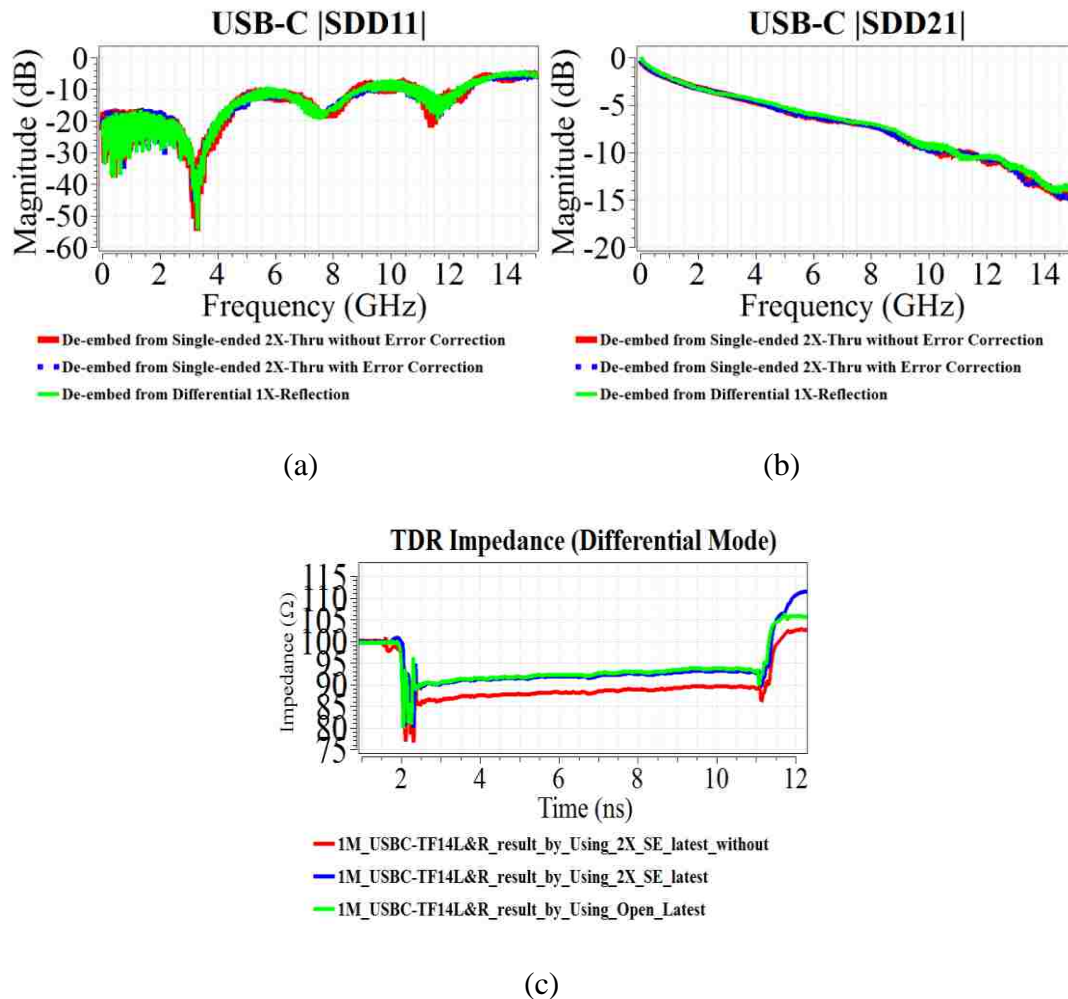 USB-C |SDD11|
0
-10
-20
-30
-40
-50
-60
Magnitude (dB)
0 2 4 6 8 10 12 14
Frequency (GHz)
De-embed from Single-ended 2X-Thru without Error Correction
De-embed from Single-ended 2X-Thru with Error Correction
De-embed from Differential 1X-Reflection
(a)
USB-C |SDD21|
0
-5
-10
-15
-20
Magnitude (dB)
0 2 4 6 8 10 12 14
Frequency (GHz)
De-embed from Single-ended 2X-Thru without Error Correction
De-embed from Single-ended 2X-Thru with Error Correction
De-embed from Differential 1X-Reflection
(b)
TDR Impedance (Differential Mode)
115
110
105
100
95
90
85
80
75
Impedance (Ω)
2 4 6 8 10 12
Time (ns)
1M_USBC-TF14L&R_result_by_Using_2X_SE_latest_without
1M_USBC-TF14L&R_result_by_Using_2X_SE_latest
1M_USBC-TF14L&R_result_by_Using_Open_Latest
(c)